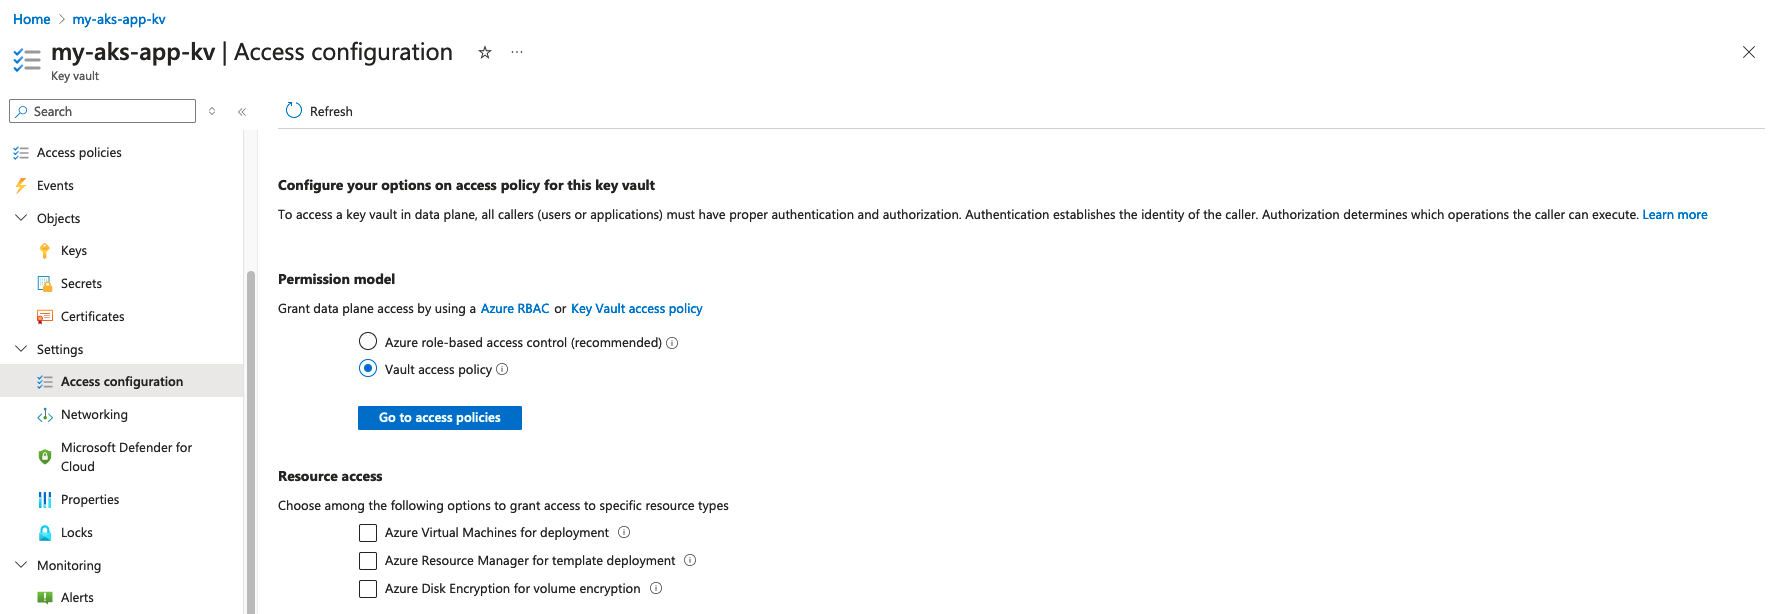 Home > my-aks-app-kv
my-aks-app-kv | Access configuration
Key vault
Search
Refresh
Access policies
Events
Objects
Keys
Secrets
Certificates
Settings
Access configuration
Networking
Microsoft Defender for
Cloud
Properties
Locks
Monitoring
Alerts
Configure your options on access policy for this key vault
To access a key vault in data plane, all callers (users or applications) must have proper authentication and authorization. Authentication establishes the identity of the caller. Authorization determines which operations the caller can execute. Learn more
Permission model
Grant data plane access by using a Azure RBAC or Key Vault access policy
Azure role-based access control (recommended)
Vault access policy
Go to access policies
Resource access
Choose among the following options to grant access to specific resource types
Azure Virtual Machines for deployment
Azure Resource Manager for template deployment
Azure Disk Encryption for volume encryption